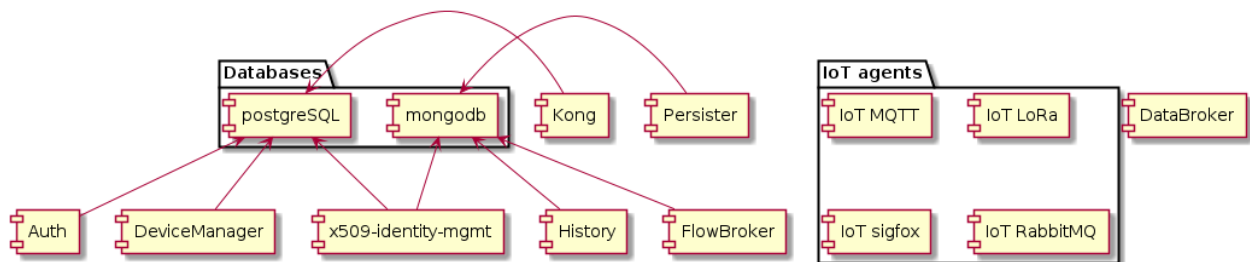 Databases
IoT agents
postgreSQL
mongodb
Kong
Persister
IoT MQTT
IoT LoRa
DataBroker
Auth
DeviceManager
x509-identity-mgmt
History
FlowBroker
IoT sigfox
IoT RabbitMQ